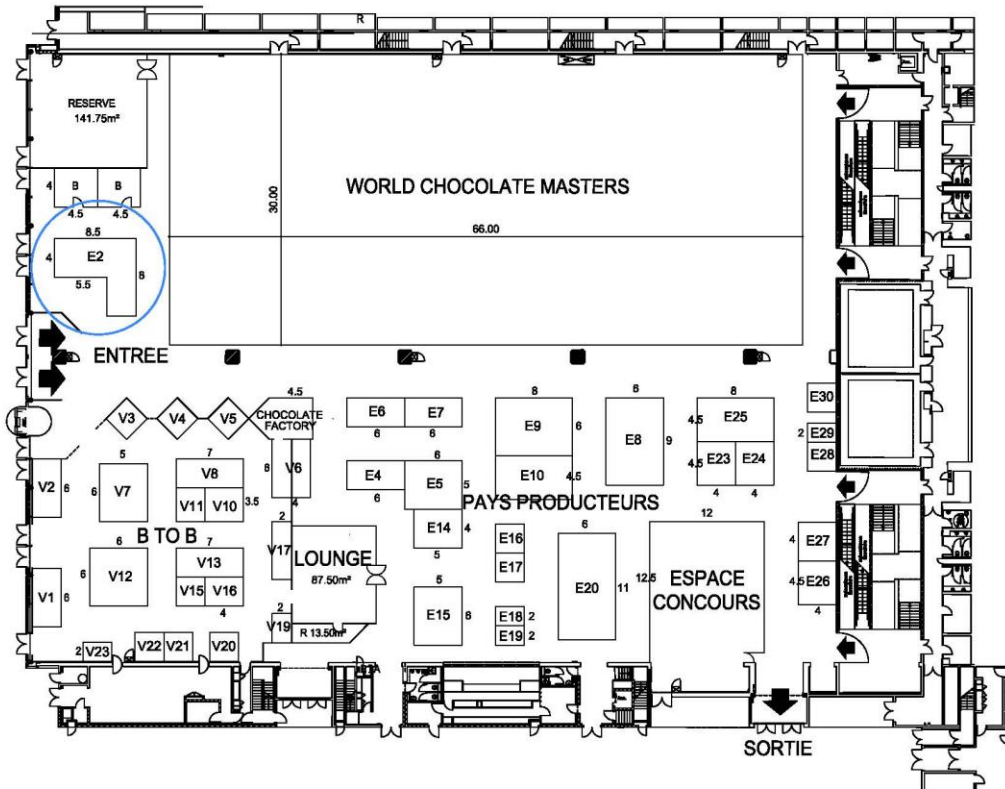 R
RESERVE
141.75m²
WORLD CHOCOLATE MASTERS
30.00
66.00
4
B
B
4.5
4.5
8.5
4
E2
8
5.5
ENTREE
V3
V4
V5
4.5
CHOCOLATE
FACTORY
8
V6
4
E6
E7
6
6
8
E9
6
E10
4.5
6
E8
9
8
4.5
E25
4.5
E23
E24
4
4
E30
2
E29
E28
V2
6
5
6
V7
7
V8
V11
V10
3.5
6
E4
6
E5
5
PAYS PRODUCTEURS
E14
4
5
B TO B
6
6
V12
7
V13
V15
V16
4
2
V17
LOUNGE
87.50m²
2
V19
R 13.50m²
5
E15
6
E16
E17
E18
2
E19
2
6
E20
11
12
12.5
ESPACE
CONCOURS
4
E27
4.5
E26
4
V1
6
2
V23
V22
V21
V20
SORTIE